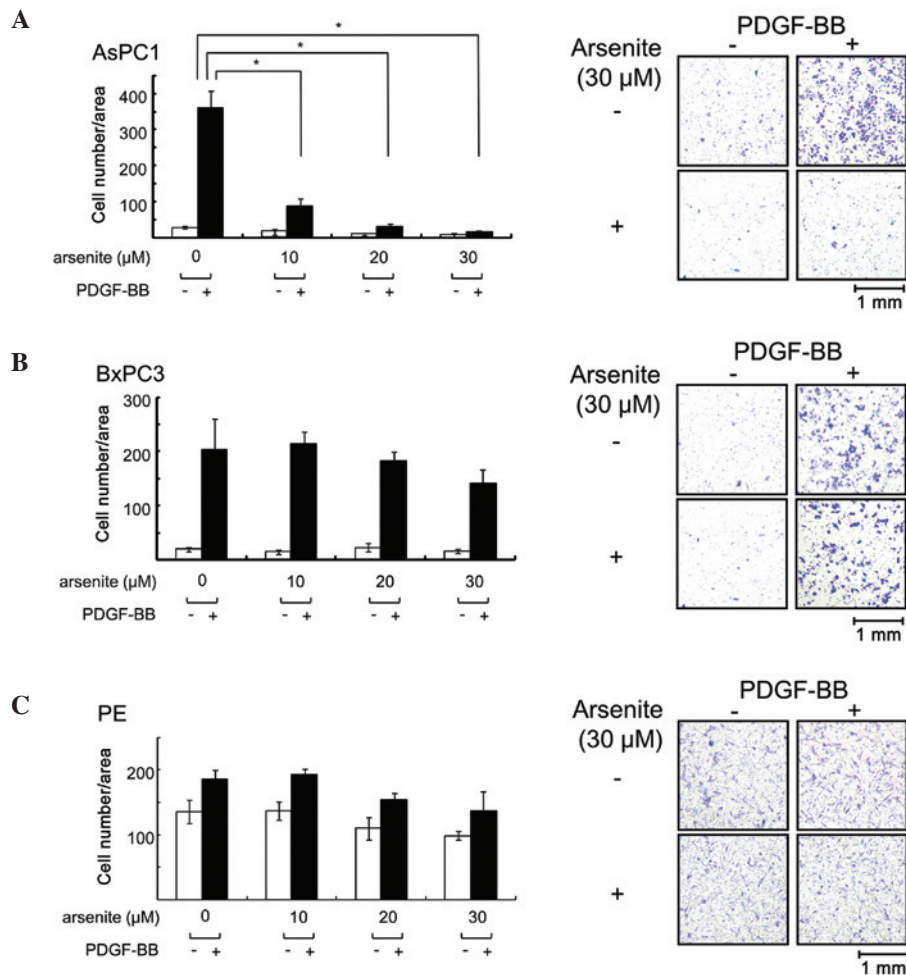 A
AsPC1
Cell number/area
400
300
200
100
* * *
arsenite (μM) 0 10 20 30
PDGF-BB - + - + - + - +
PDGF-BB
Arsenite - +
(30 μM)
-
+
1 mm
B
BxPC3
Cell number/area
300
200
100
arsenite (μM) 0 10 20 30
PDGF-BB - + - + - + - +
PDGF-BB
Arsenite - +
(30 μM)
-
+
1 mm
C
PE
Cell number/area
200
100
arsenite (μM) 0 10 20 30
PDGF-BB - + - + - + - +
PDGF-BB
Arsenite - +
(30 μM)
-
+
1 mm